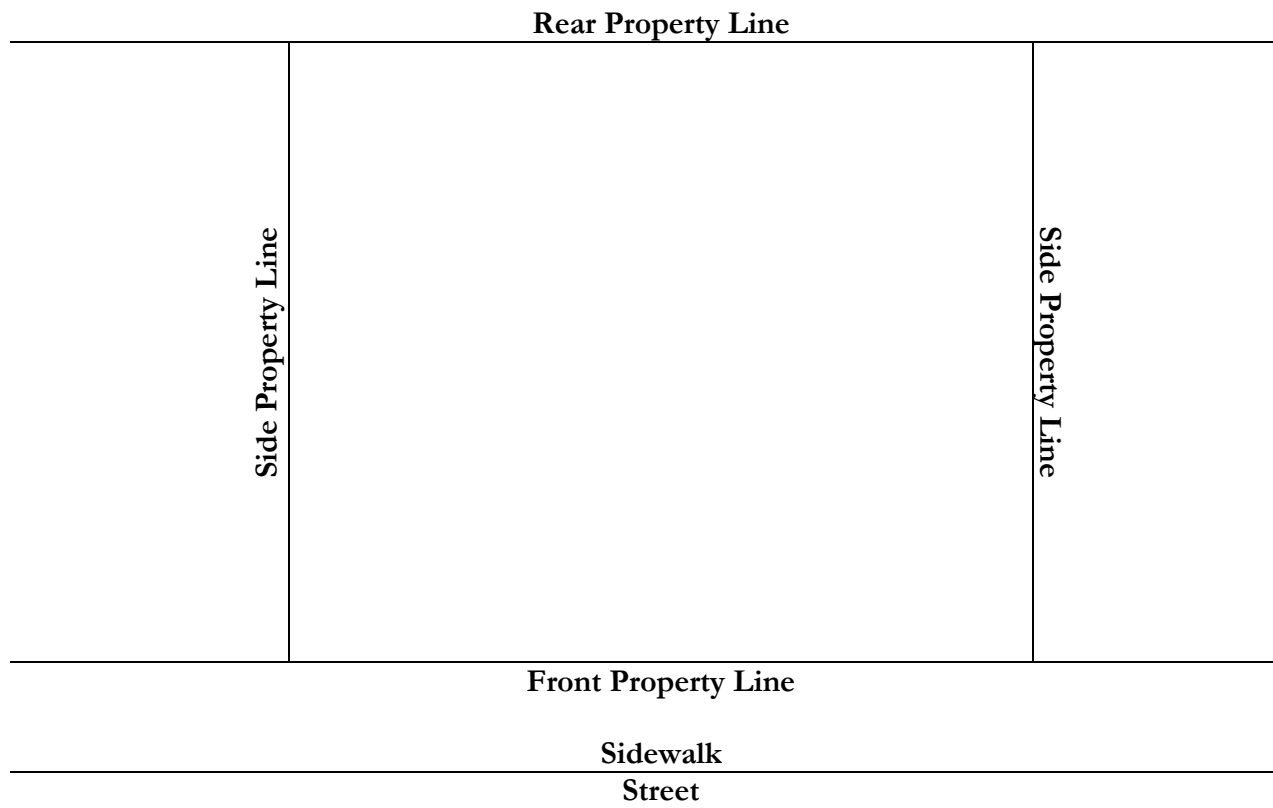 Rear Property Line
Side Property Line
Side Property Line
Front Property Line
Sidewalk
Street